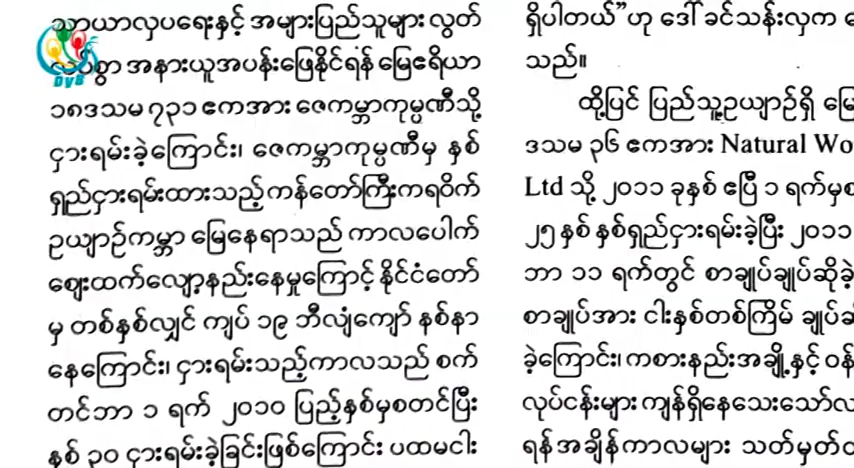 သာယာလှပရေးနှင့် အများပြည်သူများ လွတ်
လပ်စွာ အနားယူအပန်းဖြေနိုင်ရန် မြေဧရိယာ
၁၈ဒသမ ၇၃၁ ဧကအား ဇေကမ္ဘာကုမ္ပဏီသို့
ငှားရမ်းခဲ့ကြောင်း၊ ဇေကမ္ဘာကုမ္ပဏီမှ နှစ်
ရှည်ငှားရမ်းထားသည့်ကန်တော်ကြီးကရဝိက်
ဥယျာဉ်ကမ္ဘာ မြေနေရာသည် ကာလပေါက်
ဈေးထက်လျော့နည်းနေမှုကြောင့် နိုင်ငံတော်
မှ တစ်နှစ်လျှင် ကျပ် ၁၉ ဘီလျံကျော် နစ်နာ
နေကြောင်း၊ ငှားရမ်းသည့်ကာလသည် စက်
တင်ဘာ ၁ ရက် ၂၀၁၀ ပြည့်နှစ်မှစတင်ပြီး
နှစ် ၃၀ ငှားရမ်းခဲ့ခြင်းဖြစ်ကြောင်း ပထမငါး
ရှိပါတယ်”ဟု ဒေါ်ခင်သန်းလှက
သည်။
ထို့ပြင် ပြည်သူ့ဥယျာဉ်ရှိ မြေ
ဒသမ ၃၆ ဧကအား Natural Wo
Ltd သို့ ၂၀၁၁ ခုနှစ် ဧပြီ ၁ ရက်မှစ
၂၅ နှစ် နှစ်ရှည်ငှားရမ်းခဲ့ပြီး ၂၀၁၁
ဘာ ၁၁ ရက်တွင် စာချုပ်ချုပ်ဆိုခဲ့
စာချုပ်အား ငါးနှစ်တစ်ကြိမ် ချုပ်ဆ
ခဲ့ကြောင်း၊ ကစားနည်းအချို့နှင့် ဝန်
လုပ်ငန်းများ ကျန်ရှိနေသေးသော်လ
ရန် အချိန်ကာလများ သတ်မှတ်
DVB